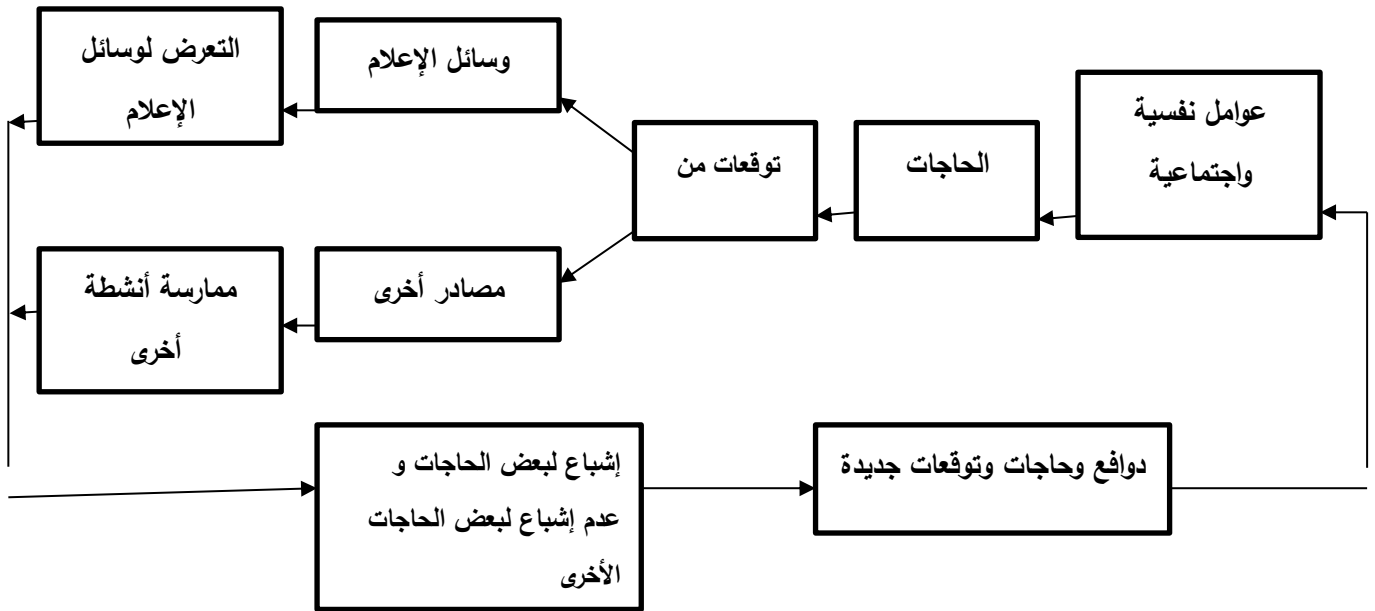 عوامل نفسية
واجتماعية
الحاجات
توقعات من
وسائل الإعلام
التعرض لوسائل
الإعلام
مصادر أخرى
ممارسة أنشطة
أخرى
إشباع لبعض الحاجات و
عدم إشباع لبعض الحاجات
الأخرى
دوافع وحاجات وتوقعات جديدة